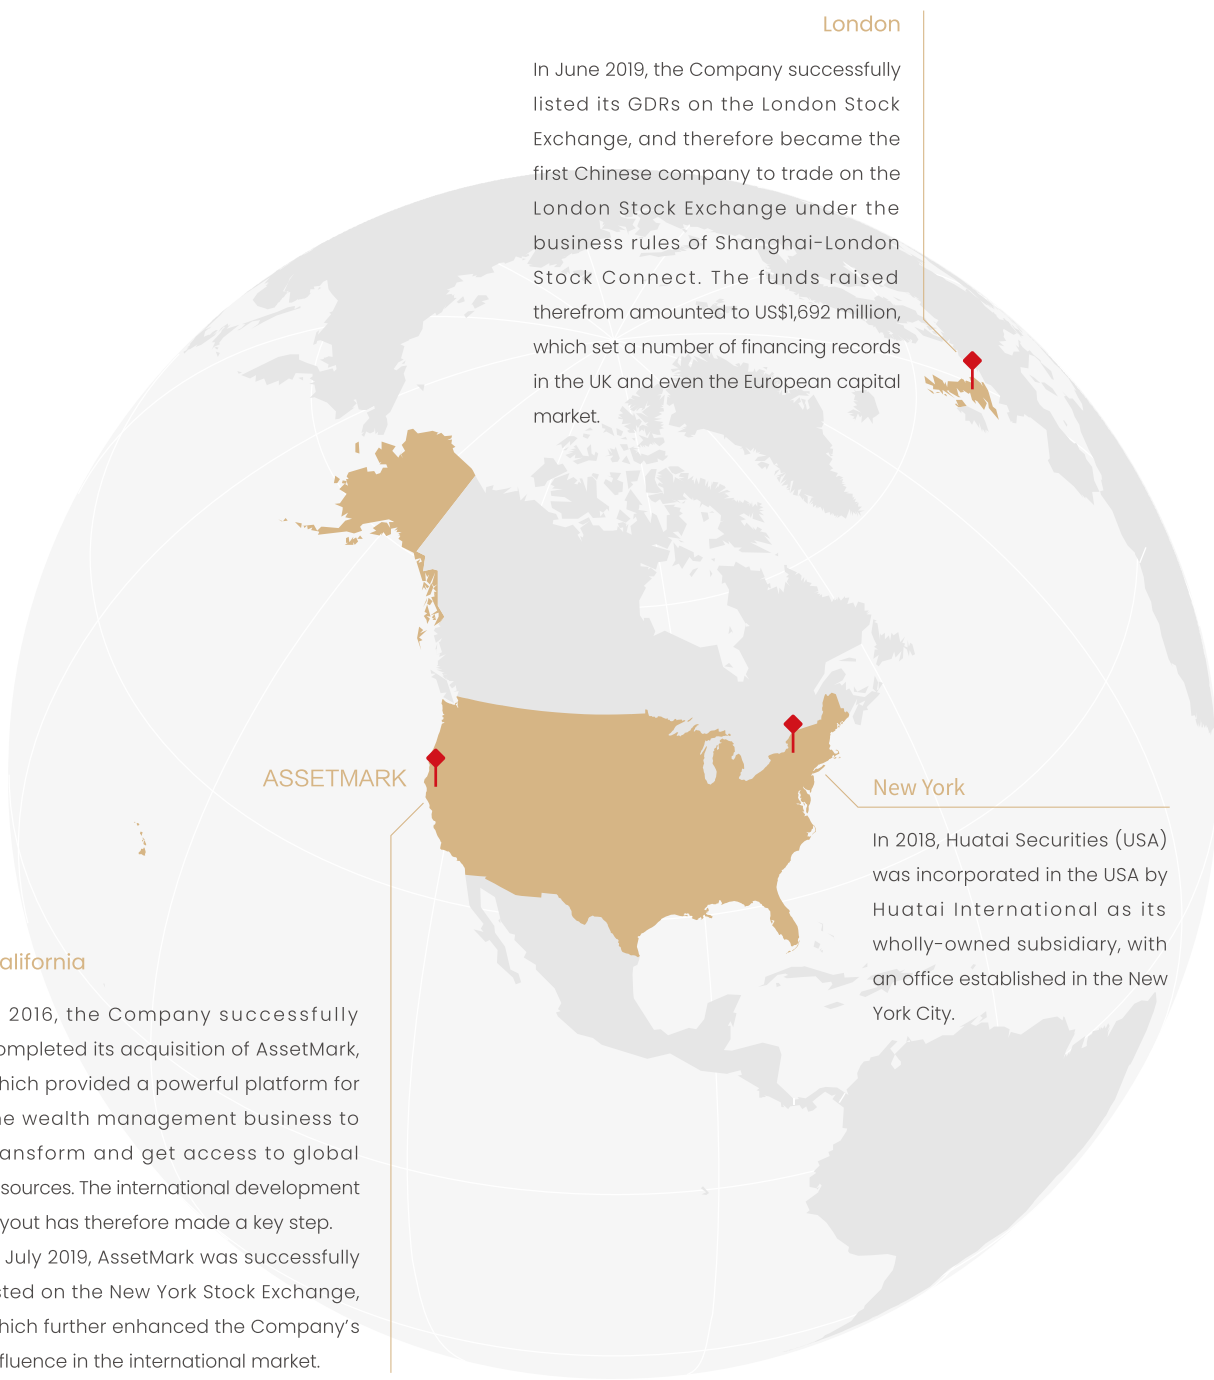 London
In June 2019, the Company successfully
listed its GDRs on the London Stock
Exchange, and therefore became the
first Chinese company to trade on the
London Stock Exchange under the
business rules of Shanghai-London
Stock Connect. The funds raised
therefrom amounted to US$1,692 million,
which set a number of financing records
in the UK and even the European capital
market.
ASSETMARK
New York
In 2018, Huatai Securities (USA)
was incorporated in the USA by
Huatai International as its
wholly-owned subsidiary, with
an office established in the New
York City.
alifornia
2016, the Company successfully
ompleted its acquisition of AssetMark,
hich provided a powerful platform for
e wealth management business to
ansform and get access to global
sources. The international development
yout has therefore made a key step.
July 2019, AssetMark was successfully
sted on the New York Stock Exchange,
hich further enhanced the Company's
fluence in the international market.